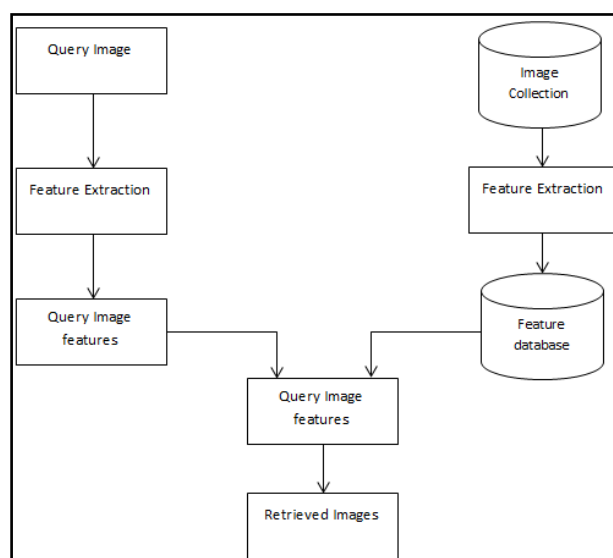 Query Image
Image
Collection
Feature Extraction
Feature Extraction
Query Image
features
Feature
database
Query Image
features
Retrieved Images